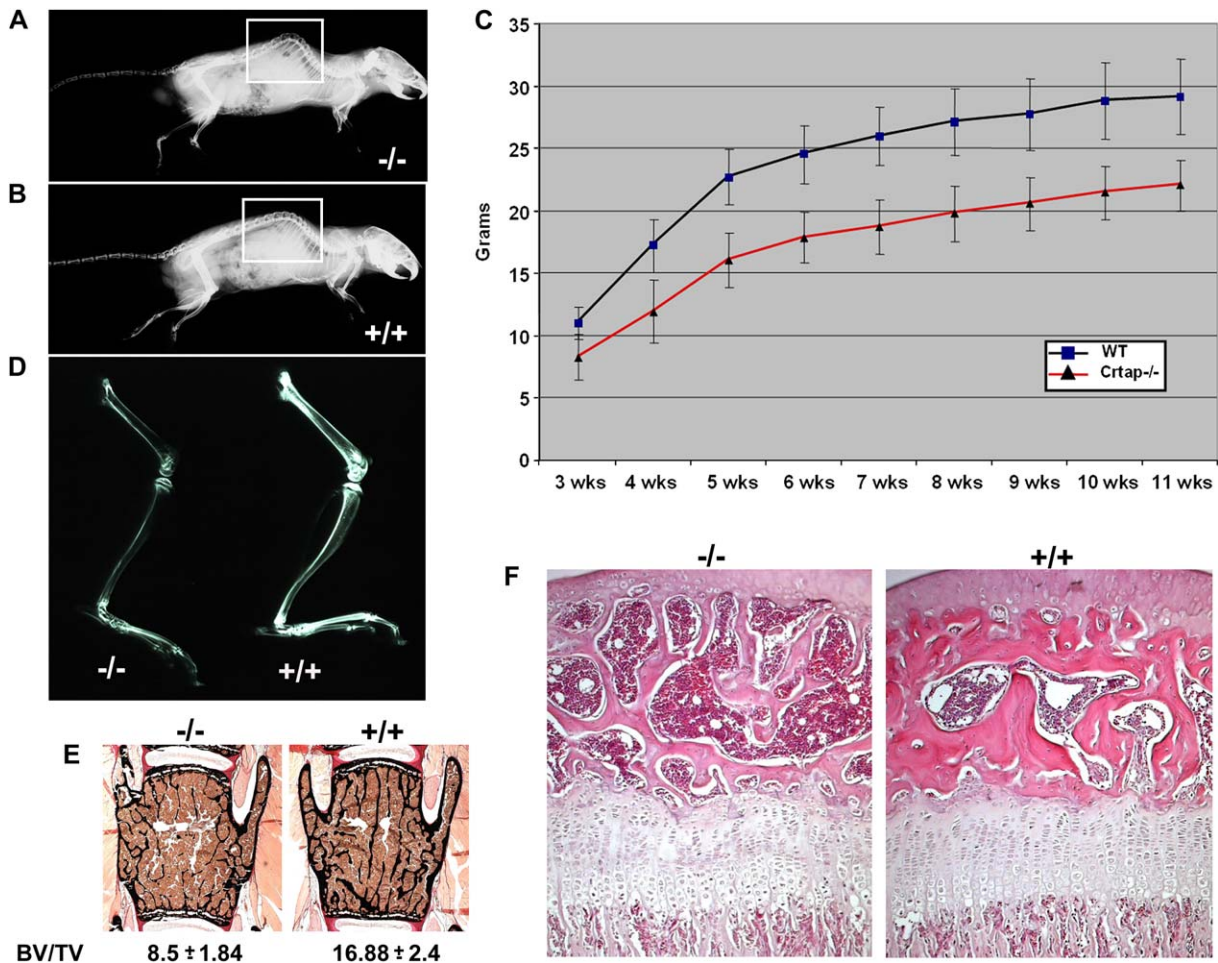 A
-/-
B
+/+
C
35
30
25
20
15
10
5
0
Grams
WT
Crtap-/-
3 wks 4 wks 5 wks 6 wks 7 wks 8 wks 9 wks 10 wks 11 wks
D
-/- +/+
E
-/- +/+
BV/TV 8.5 ± 1.84 16.88 ± 2.4
F
-/- +/+